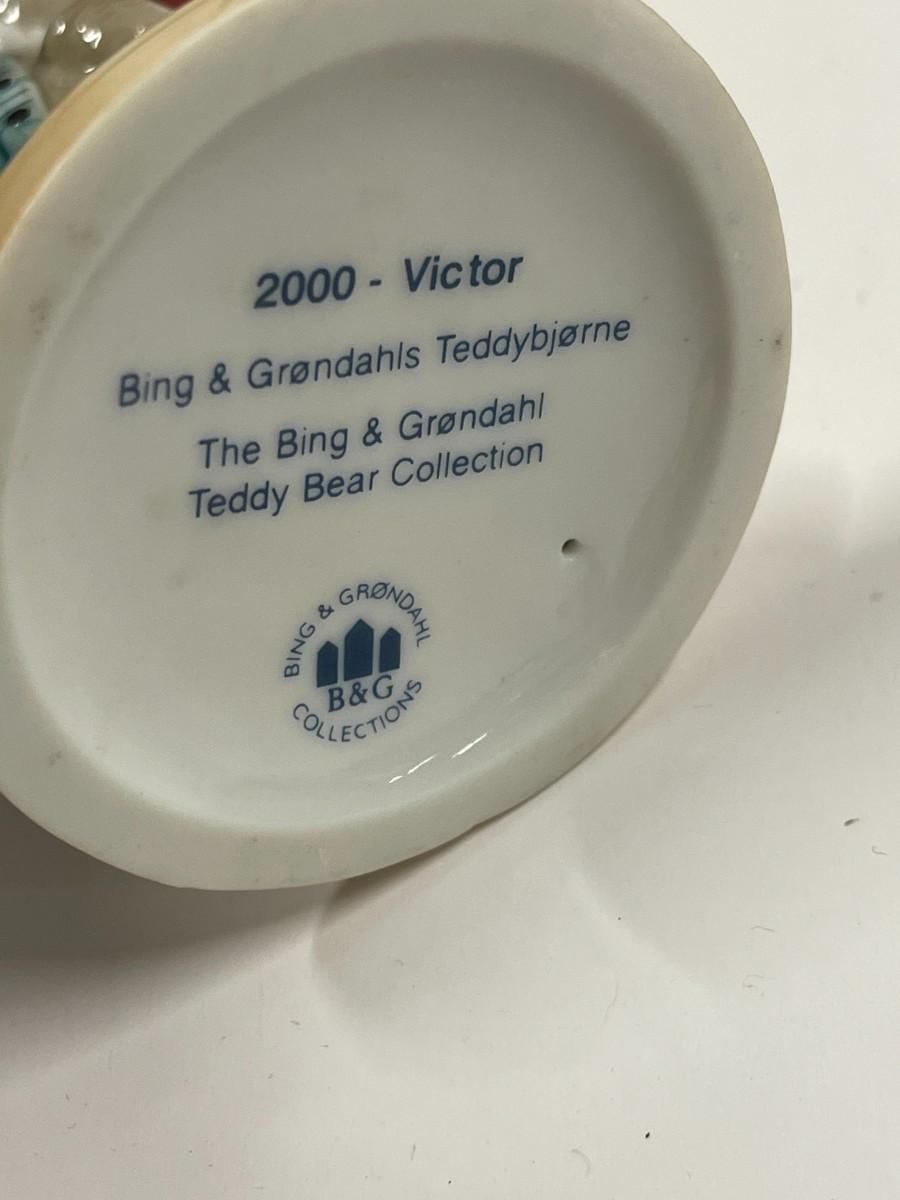 2000 - Victor
Bing & Grøndahls Teddybjørne
The Bing & Grøndahl
Teddy Bear Collection
BING & GRØNDAHL
B&G
COLLECTIONS